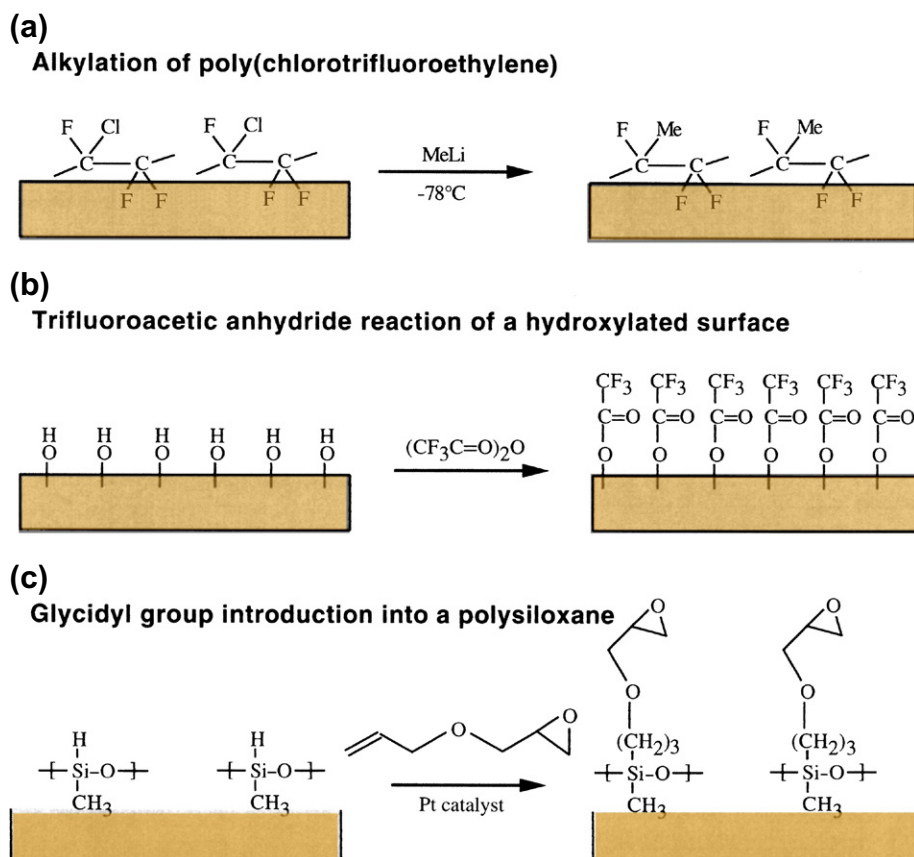 (a)
Alkylation of poly(chlorotrifluoroethylene)
F Cl F Cl F Me F Me
C C C C MeLi C C C C
F F F F -78°C F F F F
(b)
Trifluoroacetic anhydride reaction of a hydroxylated surface
CF3 CF3 CF3 CF3 CF3 CF3
C=O C=O C=O C=O C=O C=O
H H H H H H
O O O O O O (CF3C=O)2O O O O O O O
(c)
Glycidyl group introduction into a polysiloxane
O O
O O
H H O O (CH2)3 (CH2)3
Si-O Si-O Si-O Si-O
CH3 CH3 Pt catalyst CH3 CH3